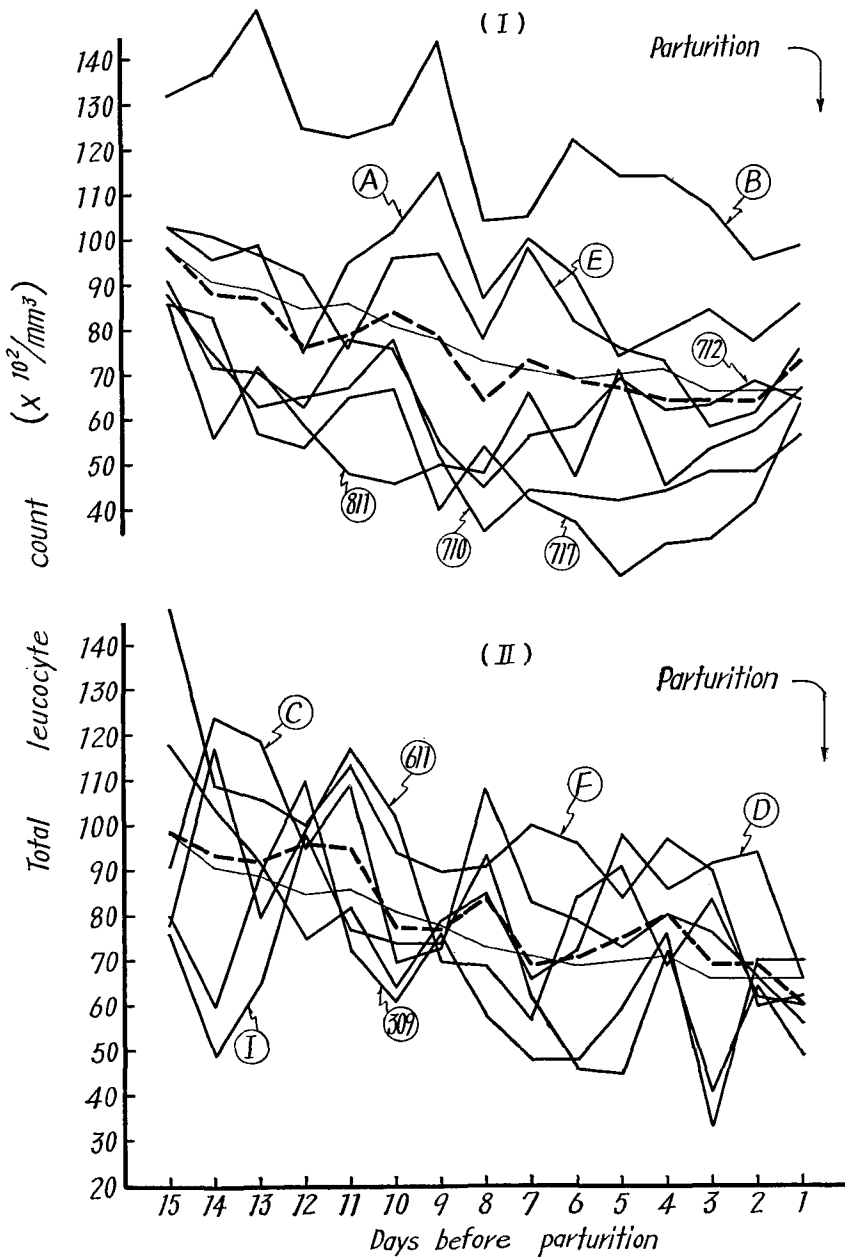 (I)
Parturition
140
130
120
110
100
90
80
70
60
50
40
A
B
E
712
811
710
717
Total leucocyte count (× 10²/mm³)
(II)
Parturition
140
130
120
110
100
90
80
70
60
50
40
30
20
C
611
F
D
I
309
15 14 13 12 11 10 9 8 7 6 5 4 3 2 1
Days before parturition